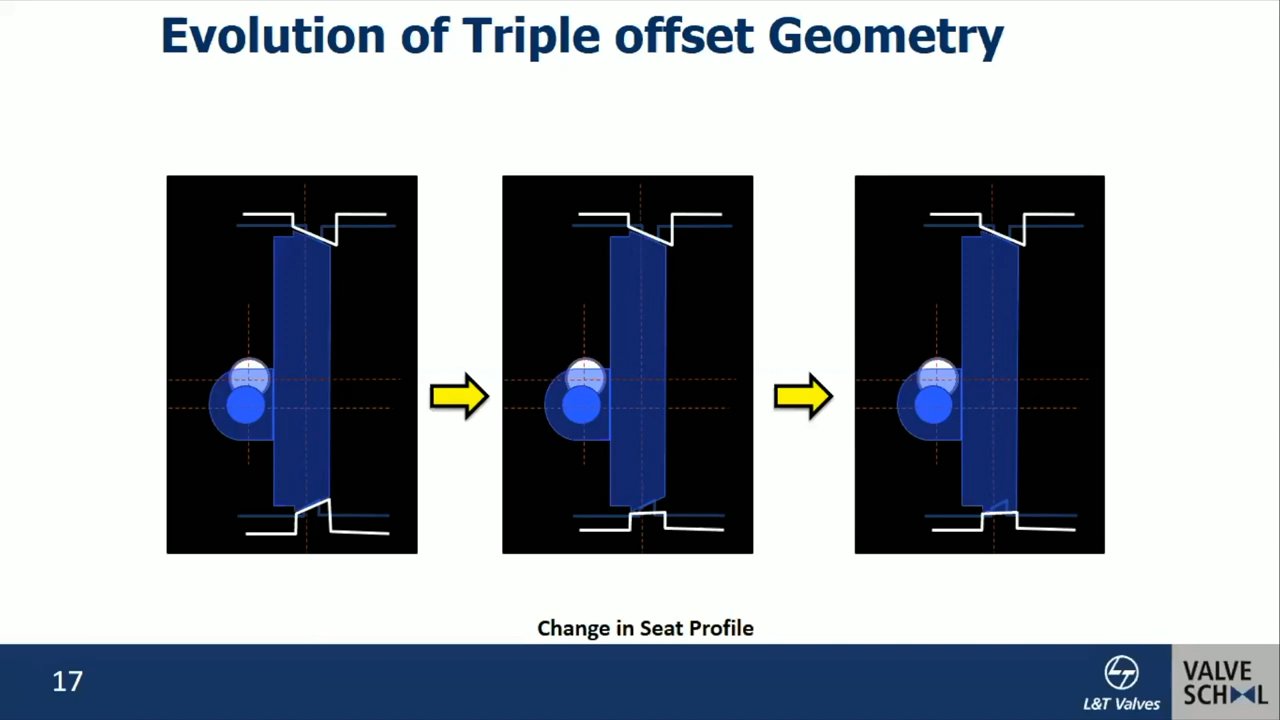 Evolution of Triple offset Geometry
Change in Seat Profile
17
L&T Valves
VALVE
SCHOOL